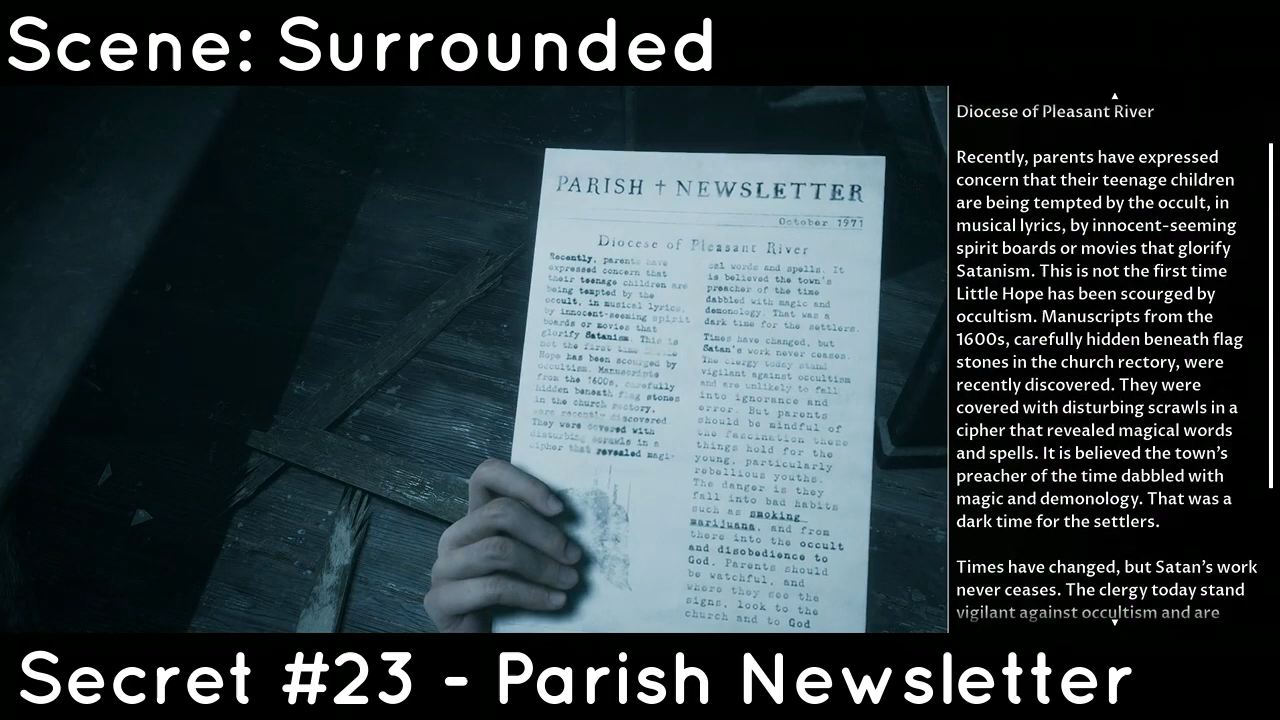 Scene: Surrounded
PARISH † NEWSLETTER
October 1971
Diocese of Pleasant River
Recently, parents have
expressed concern that
their teenage children are
being tempted by the
occult, in musical lyrics,
by innocent-seeming spirit
boards or movies that
glorify Satanism. This is
not the first time Little
Hope has been scourged by
occultism. Manuscripts
from the 1600s, carefully
hidden beneath flag stones
in the church rectory,
were recently discovered.
They were covered with
disturbing scrawls in a
cipher that revealed magi-
cal words and spells. It
is believed the town's
preacher of the time
dabbled with magic and
demonology. That was a
dark time for the settlers.
Times have changed, but
Satan's work never ceases.
The clergy today stand
vigilant against occultism
and are unlikely to fall
into ignorance and
error. But parents
should be mindful of
the fascination these
things hold for the
young, particularly
rebellious youths.
The danger is they
fall into bad habits
such as smoking
marijuana, and from
there into the occult
and disobedience to
God. Parents should
be watchful, and
where they see the
signs, look to the
church and to God
Diocese of Pleasant River
Recently, parents have expressed
concern that their teenage children
are being tempted by the occult, in
musical lyrics, by innocent-seeming
spirit boards or movies that glorify
Satanism. This is not the first time
Little Hope has been scourged by
occultism. Manuscripts from the
1600s, carefully hidden beneath flag
stones in the church rectory, were
recently discovered. They were
covered with disturbing scrawls in a
cipher that revealed magical words
and spells. It is believed the town's
preacher of the time dabbled with
magic and demonology. That was a
dark time for the settlers.
Times have changed, but Satan's work
never ceases. The clergy today stand
vigilant against occultism and are
Secret #23 - Parish Newsletter